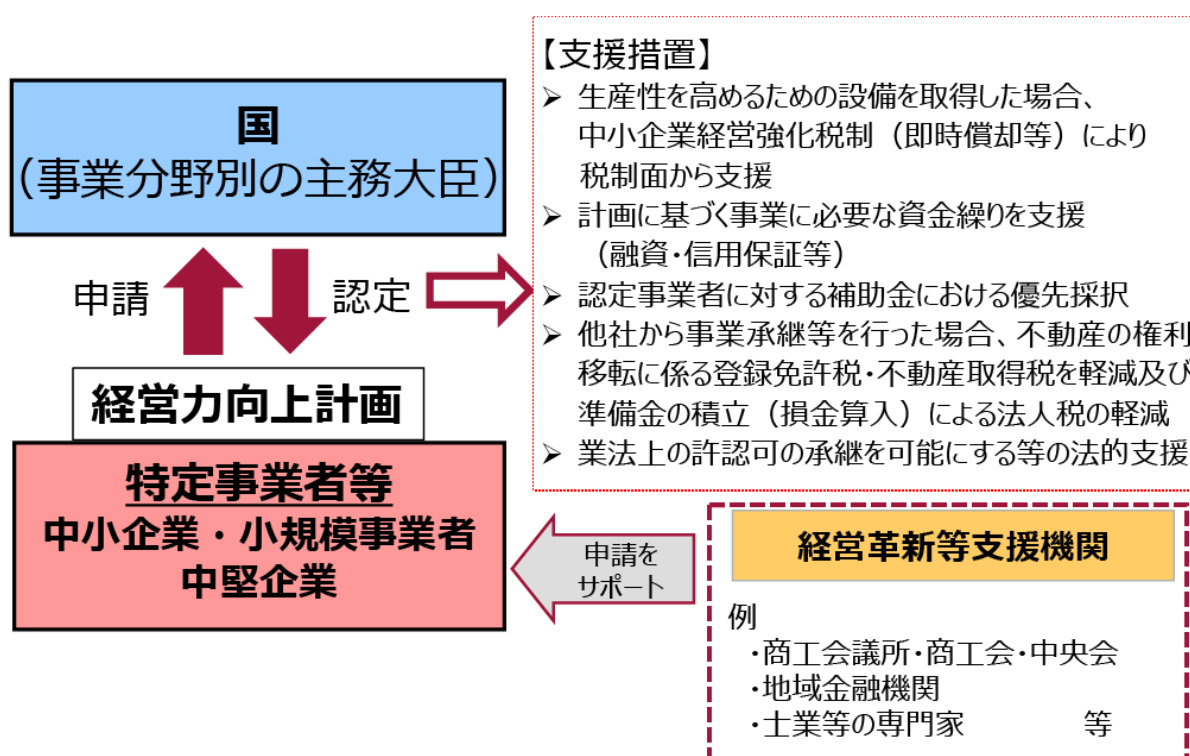 国
（事業分野別の主務大臣）
申請
認定
経営力向上計画
特定事業者等
中小企業・小規模事業者
中堅企業
【支援措置】
➢ 生産性を高めるための設備を取得した場合、
中小企業経営強化税制（即時償却等）により
税制面から支援
➢ 計画に基づく事業に必要な資金繰りを支援
（融資・信用保証等）
➢ 認定事業者に対する補助金における優先採択
➢ 他社から事業承継等を行った場合、不動産の権利
移転に係る登録免許税・不動産取得税を軽減及び
準備金の積立（損金算入）による法人税の軽減
➢ 業法上の許認可の承継を可能にする等の法的支援
申請を
サポート
経営革新等支援機関
例
・商工会議所・商工会・中央会
・地域金融機関
・士業等の専門家 等